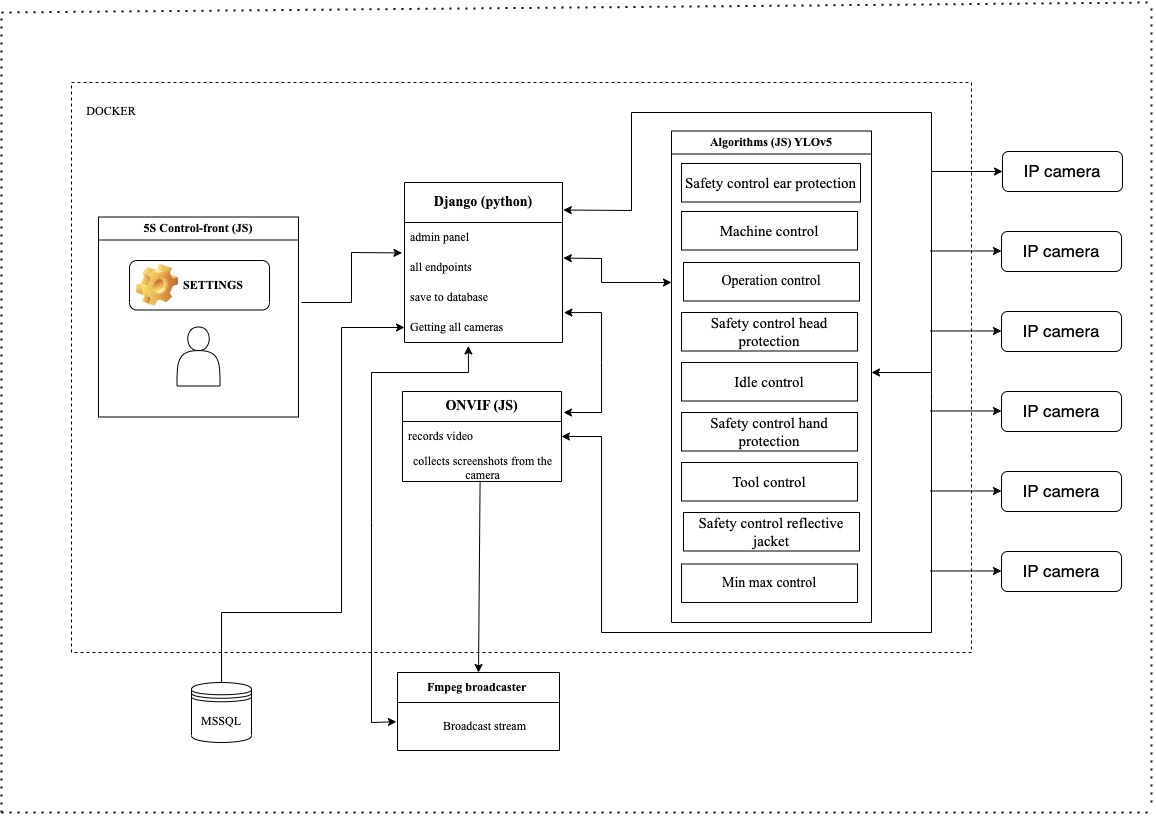 DOCKER
5S Control-front (JS)
SETTINGS
Django (python)
admin panel
all endpoints
save to database
Getting all cameras
ONVIF (JS)
records video
collects screenshots from the
camera
Algorithms (JS) YLOv5
Safety control ear protection
Machine control
Operation control
Safety control head
protection
Idle control
Safety control hand
protection
Tool control
Safety control reflective
jacket
Min max control
IP camera
IP camera
IP camera
IP camera
IP camera
IP camera
MSSQL
Fmpeg broadcaster
Broadcast stream